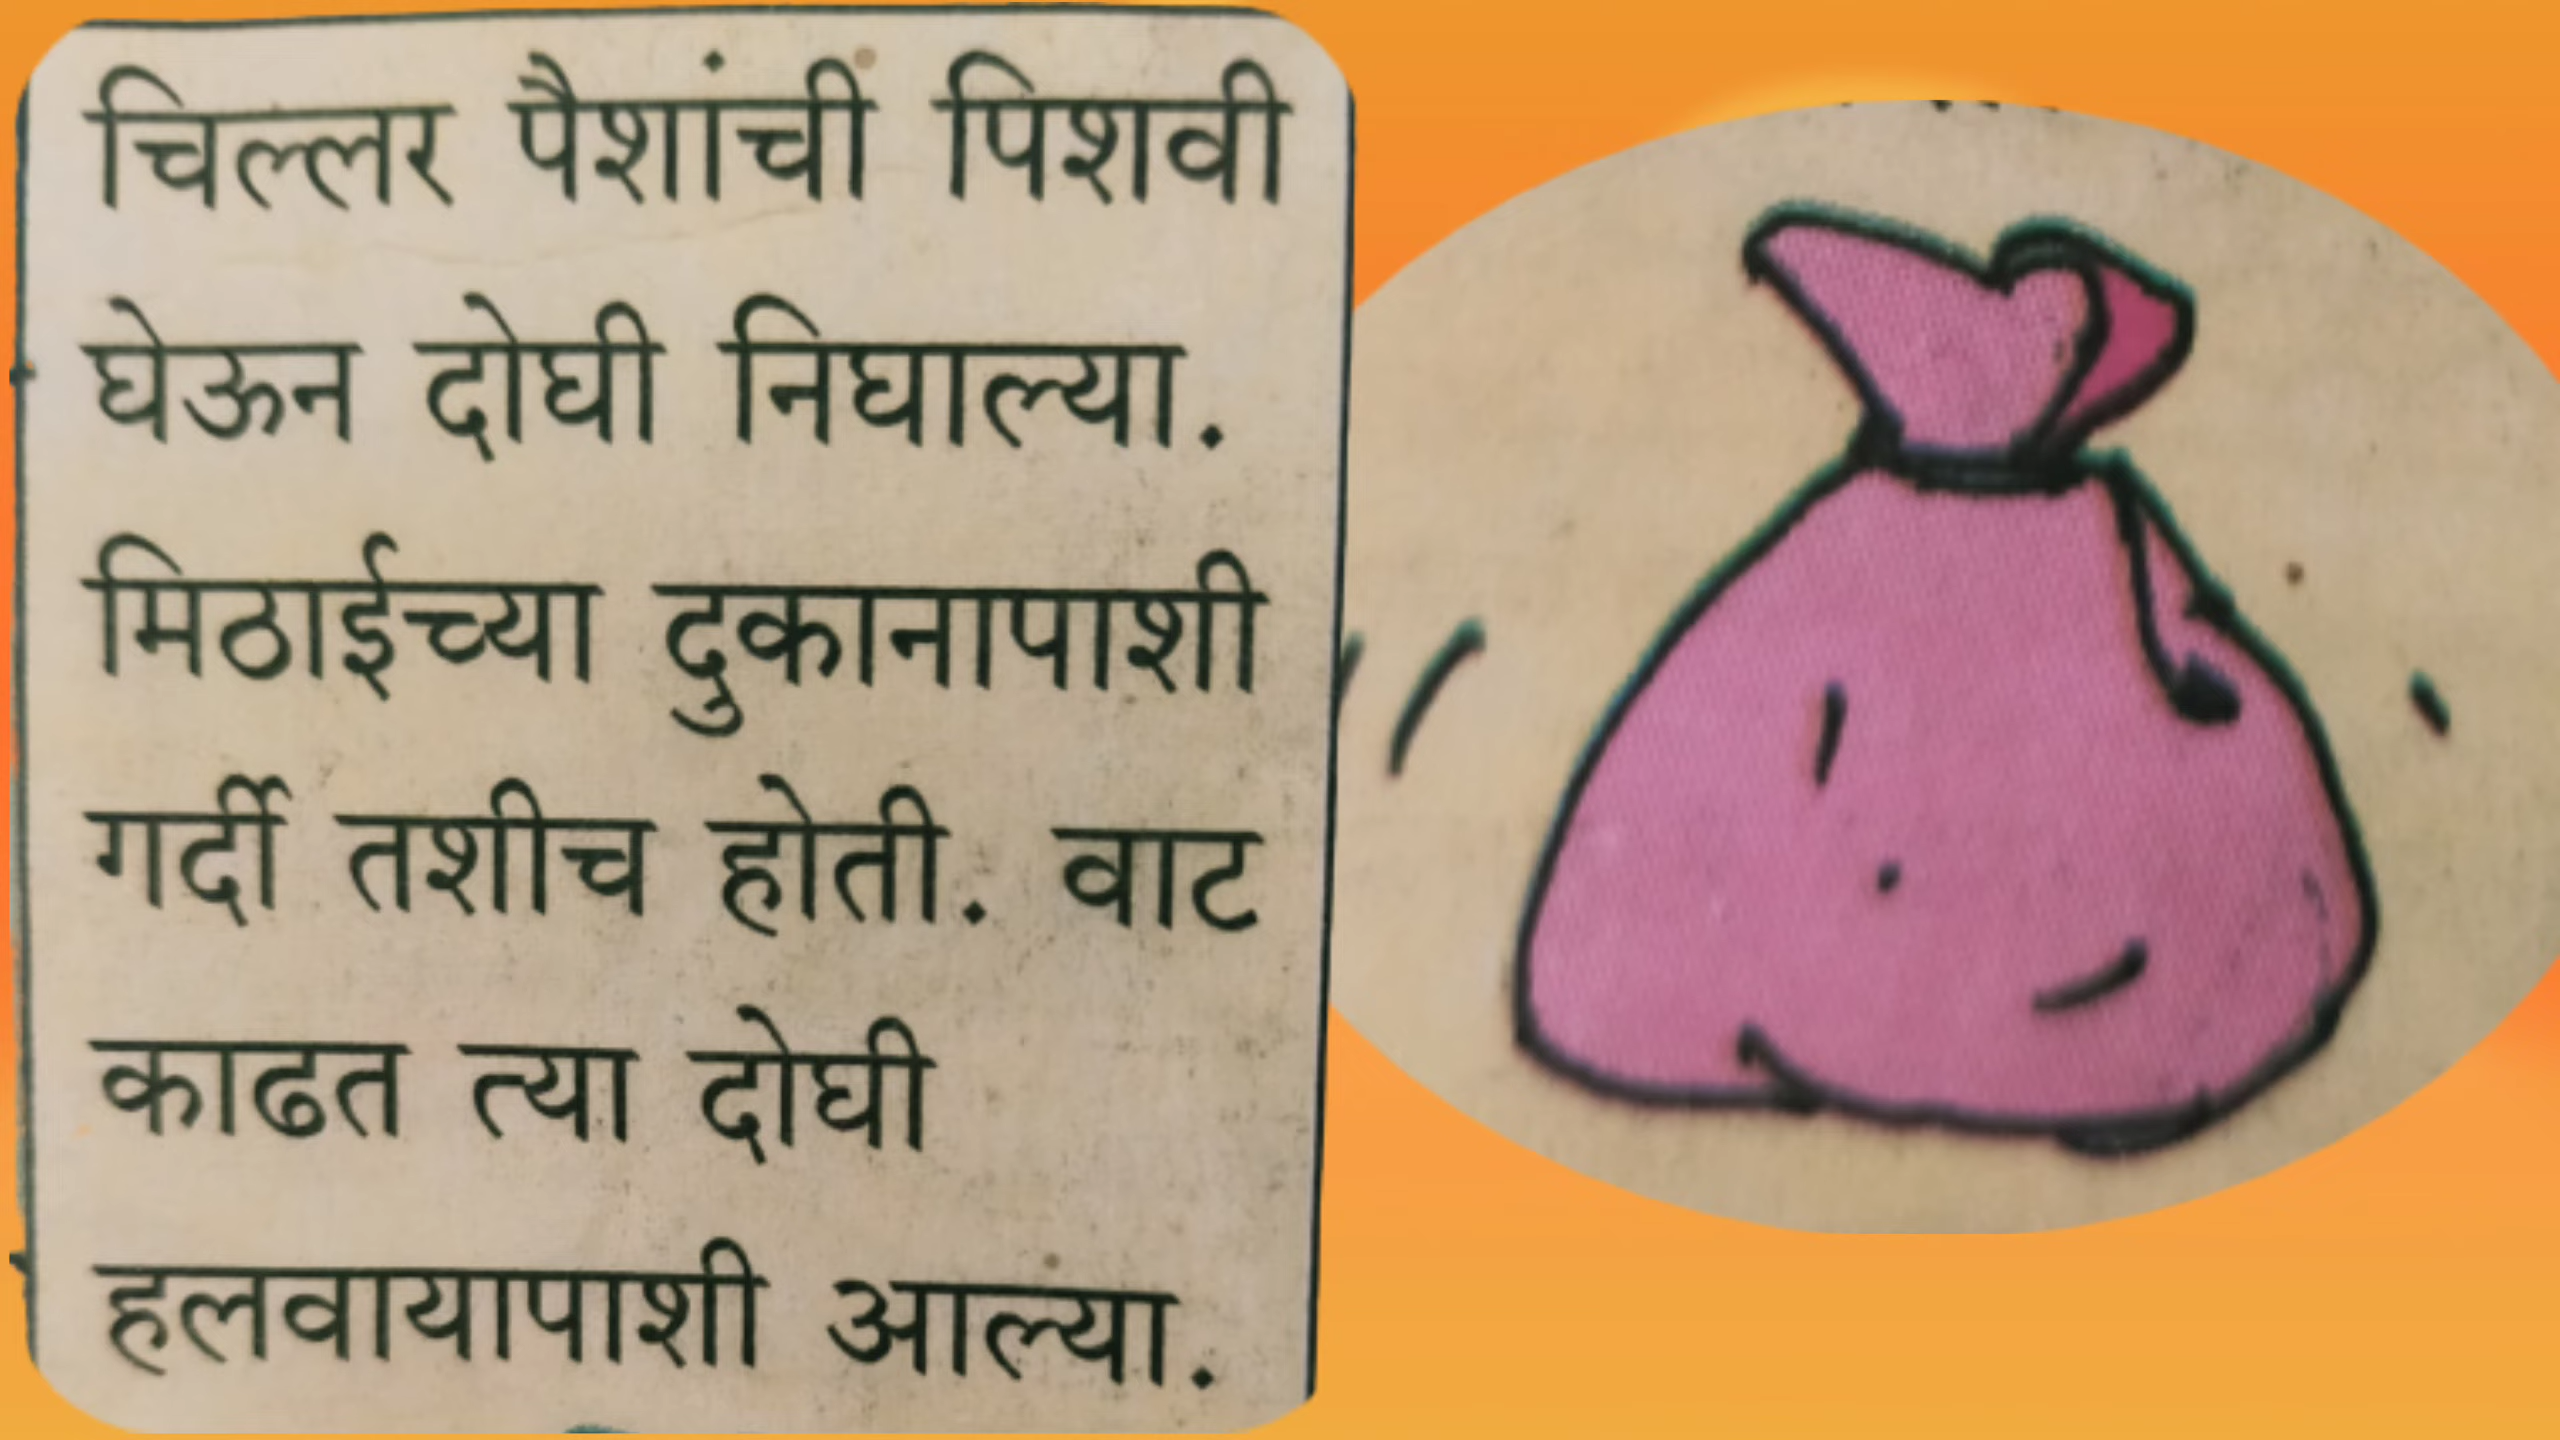 चिल्लर पैशांची पिशवी
घेऊन दोघी निघाल्या.
मिठाईच्या दुकानापाशी
गर्दी तशीच होती. वाट
काढत त्या दोघी
हलवायापाशी आल्या.